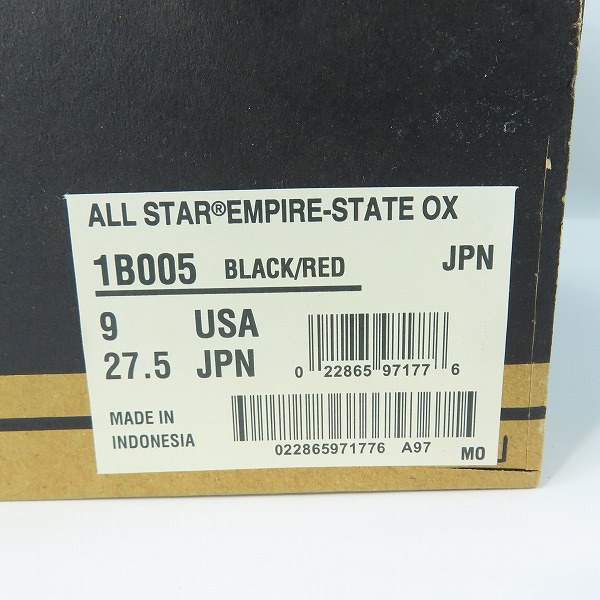 ALL STAR®EMPIRE-STATE OX
1B005 BLACK/RED JPN
9 USA
27.5 JPN
0 22865 97177 6
MADE IN
INDONESIA
022865971776 A97
MO